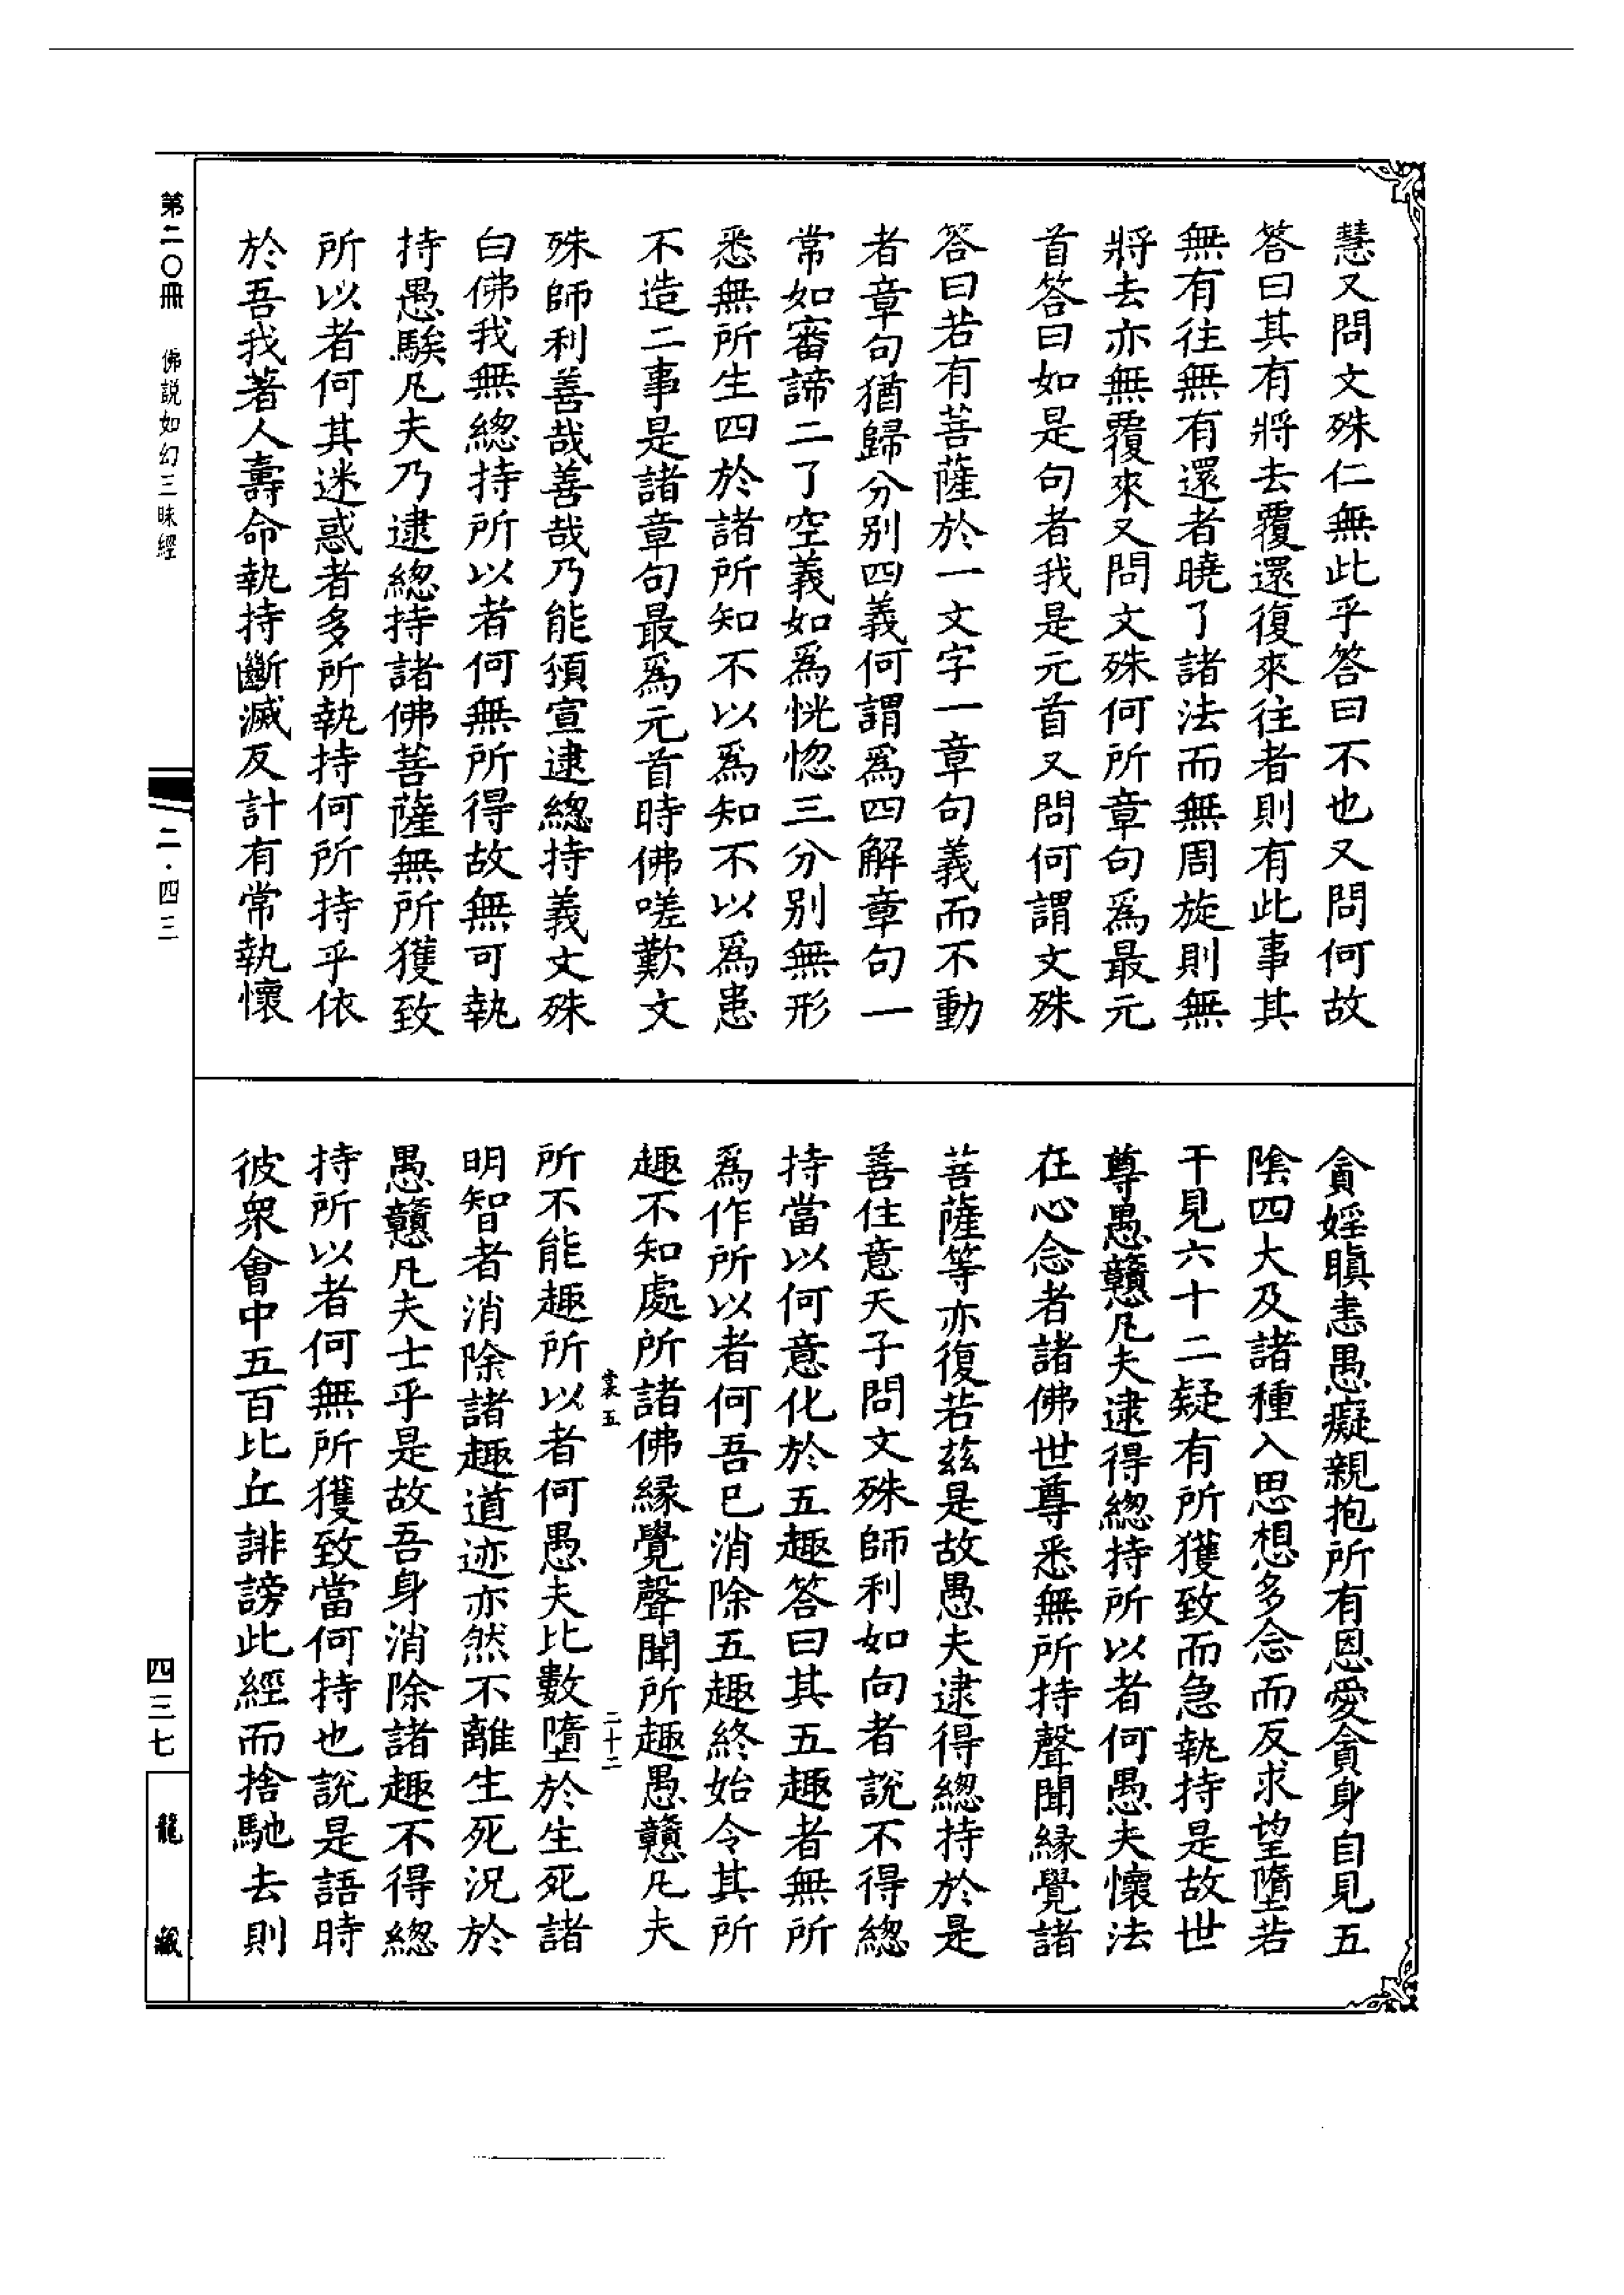 慧又問文殊仁無此乎答曰不也又問何故
答曰其有將去覆還復來往者則有此事其
無有往無有還者曉了諸法而無周旋則無
將去亦無覆來又問文殊何所章句爲最元
首答曰如是句者我是元首又問何謂文殊
答曰若有菩薩於一文字一章句義而不動
者章句猶歸分别四義何謂爲四解章句一
常如審諦二了空義如爲恍惚三分别無形
悉無所生四於諸所知不以爲知不以爲恚
不造二事是諸章句最爲元首時佛嗟歎文
殊師利善哉善哉乃能頒宣逮總持義文殊
白佛我無總持所以者何無所得故無可執
持愚騃凡夫乃逮總持諸佛菩薩無所獲致
所以者何其迷惑者多所執持何所持乎依
於吾我著人壽命執持斷滅反計有常執懷
貪婬瞋恚愚癡親抱所有恩愛貪身自見五
陰四大及諸種入思想多念而反求望墮若
干見六十二疑有所獲致而急執持是故世
尊愚戇凡夫逮得總持所以者何愚夫懷法
在心念者諸佛世尊悉無所持聲聞緣覺諸
菩薩等亦復若兹是故愚夫逮得總持於是
善住意天子問文殊師利如向者說不得總
持當以何意化於五趣答曰其五趣者無所
爲作所以者何吾已消除五趣終始令其所
趣不知處所諸佛緣覺聲聞所趣愚戇凡夫
裳五 二十二
所不能趣所以者何愚夫比數墮於生死諸
明智者消除諸趣道迹亦然不離生死況於
愚戇凡夫士乎是故吾身消除諸趣不得總
持所以者何無所獲致當何持也說是語時
彼眾會中五百比丘誹謗此經而捨馳去則
第二〇冊 佛説如幻三昧經
二·四三
四三七
龍藏